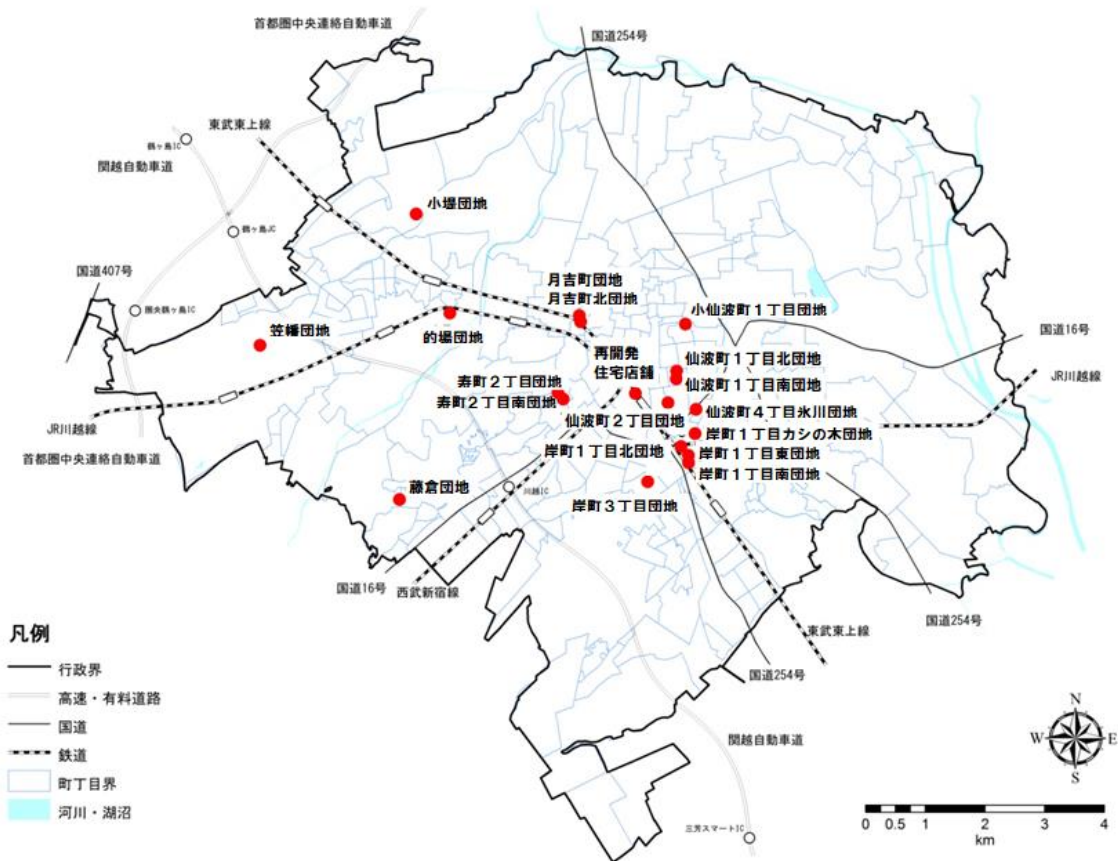 首都圏中央連絡自動車道
国道254号
東武東上線
鶴ヶ島IC
関越自動車道
小堤団地
鶴ヶ島JC
国道407号
月吉町団地
月吉町北団地
圏央鶴ヶ島IC
小仙波町1丁目団地
笠幡団地
的場団地
国道16号
再開発
住宅店舗
仙波町1丁目北団地
JR川越線
寿町2丁目団地
仙波町1丁目南団地
寿町2丁目南団地
仙波町4丁目氷川団地
仙波町2丁目団地
JR川越線
岸町1丁目カシの木団地
岸町1丁目北団地
岸町1丁目東団地
首都圏中央連絡自動車道
岸町1丁目南団地
藤倉団地
川越IC
岸町3丁目団地
国道16号
西武新宿線
国道254号
東武東上線
国道254号
関越自動車道
三芳スマートIC
凡例
行政界
高速・有料道路
国道
鉄道
町丁目界
河川・湖沼
N
W
E
S
0 0.5 1 2 3 4
km